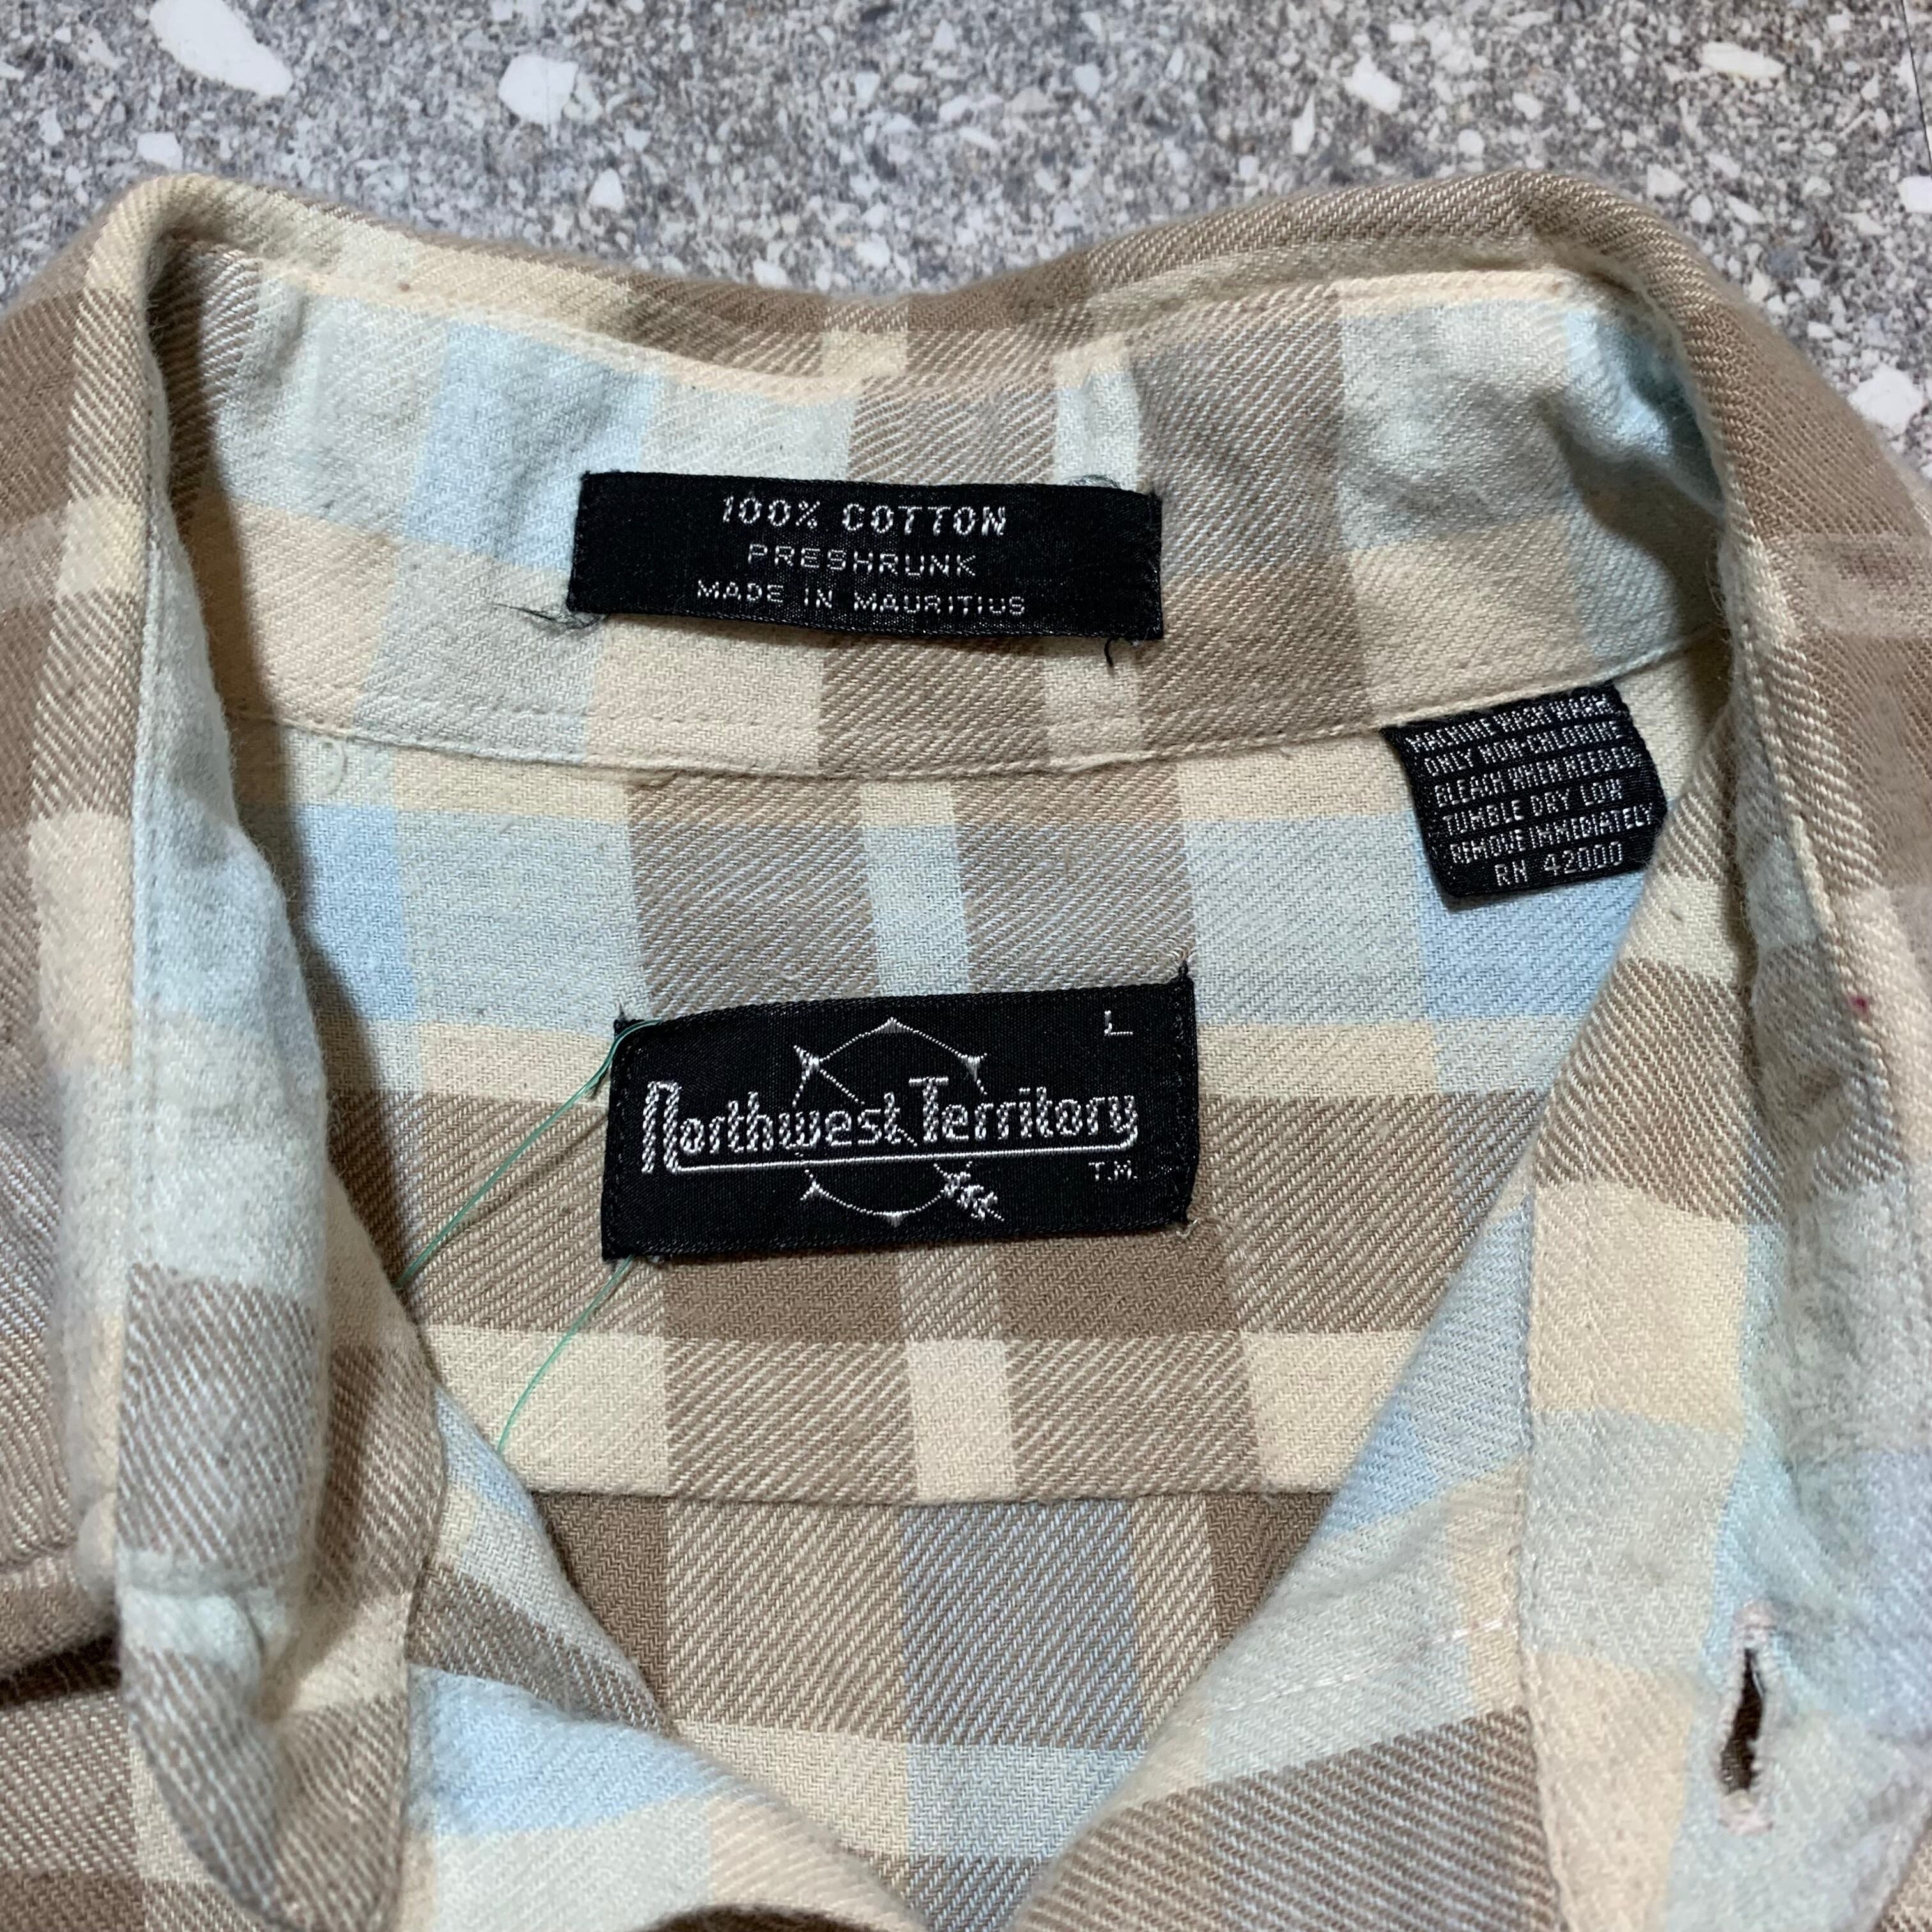 100% COTTON
PRESHRUNK
MADE IN MAURITIUS
MACHINE WASH WARM
ONLY NON-CHLORINE
BLEACH WHEN NEEDED
TUMBLE DRY LOW
REMOVE IMMEDIATELY
RN 42000
L
Northwest Territory
T.M.